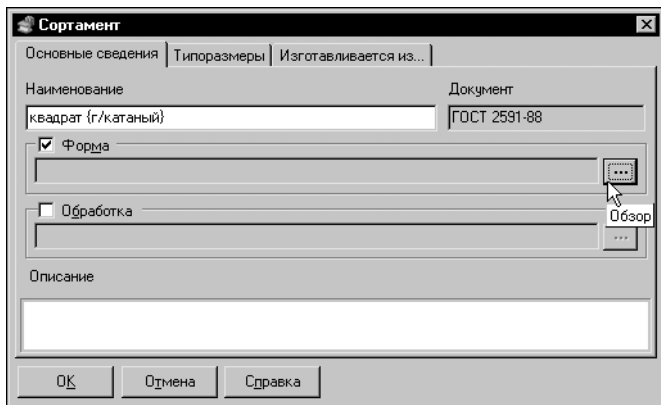 Сортамент
Основные сведения Типоразмеры Изготавливается из...
Наименование Документ
квадрат {г/катаный} ГОСТ 2591-88
Форма
...
Обработка Обзор
...
Описание
OK Отмена Справка